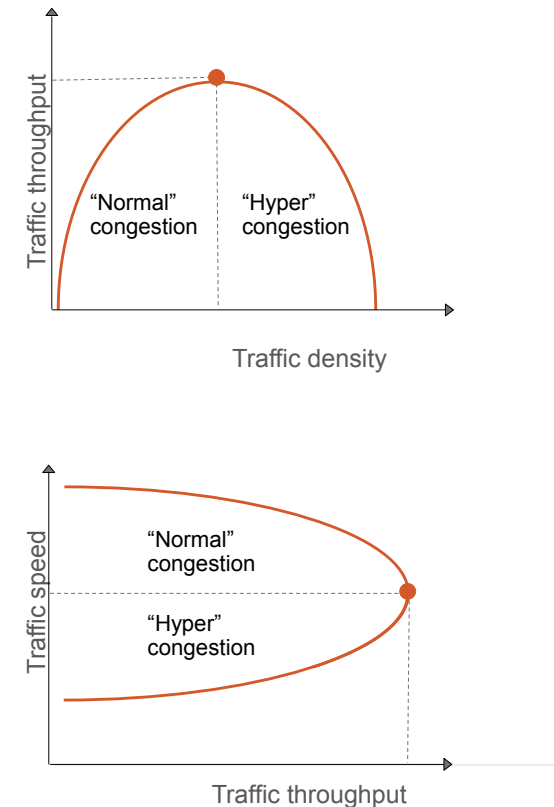 Traffic throughput
“Normal”
congestion
“Hyper”
congestion
Traffic density
Traffic speed
“Normal”
congestion
“Hyper”
congestion
Traffic throughput